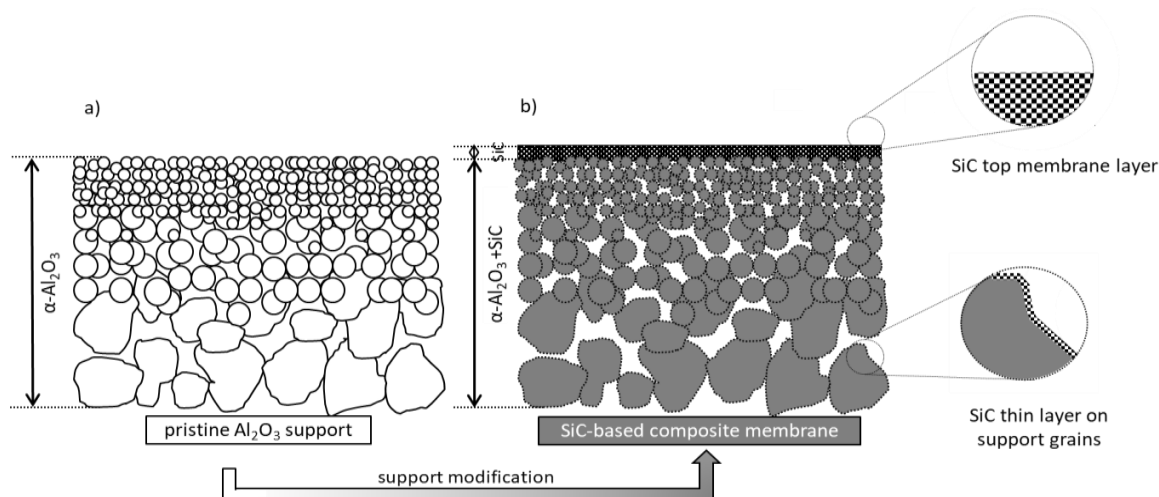 a)
b)
SiC
SiC top membrane layer
α-Al₂O₃
α-Al₂O₃+SiC
SiC thin layer on
support grains
pristine Al₂O₃ support
SiC-based composite membrane
support modification